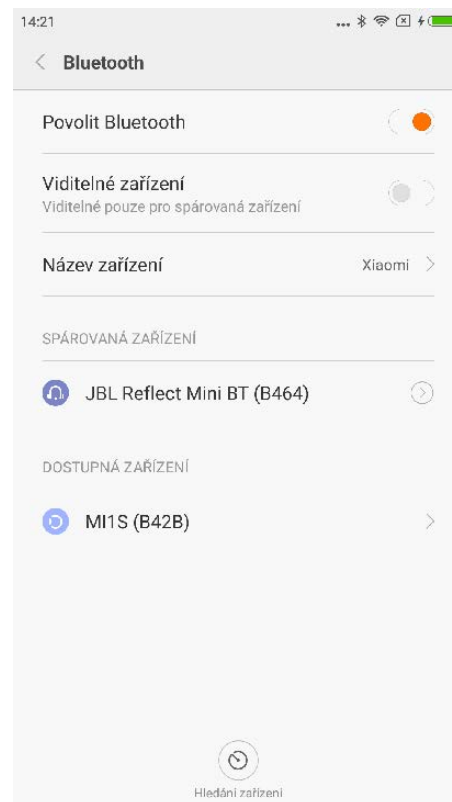 14:21
Bluetooth
Povolit Bluetooth
Viditelné zařízení
Viditelné pouze pro spárovaná zařízení
Název zařízení Xiaomi
SPÁROVANÁ ZAŘÍZENÍ
JBL Reflect Mini BT (B464)
DOSTUPNÁ ZAŘÍZENÍ
MI1S (B42B)
Hledání zařízení